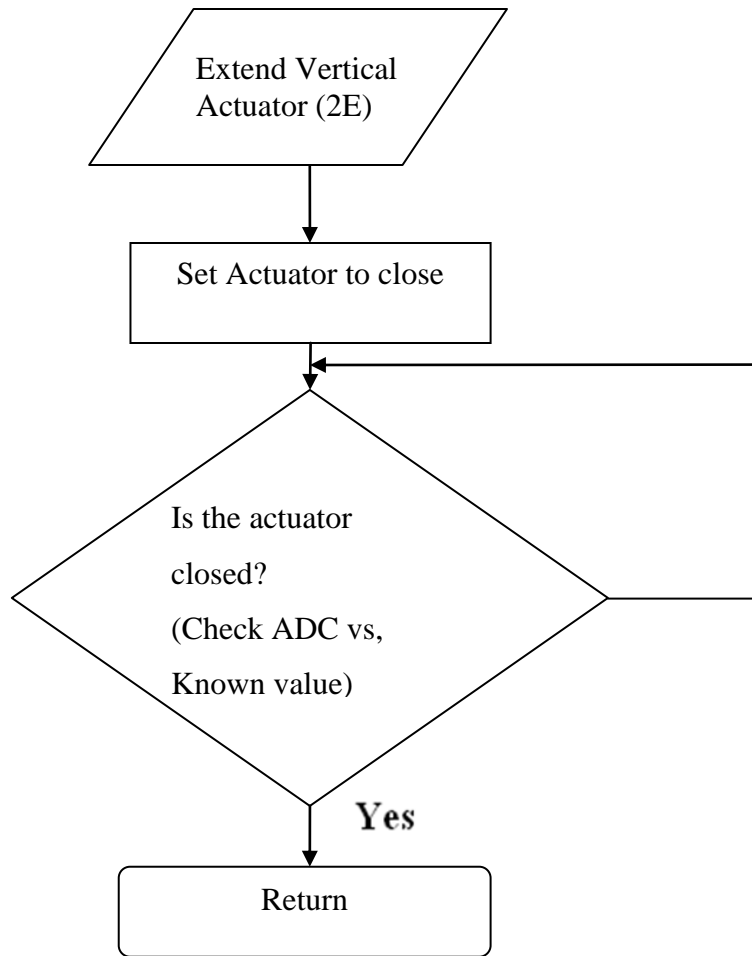 Extend Vertical
Actuator (2E)
Set Actuator to close
Is the actuator
closed?
(Check ADC vs,
Known value)
Yes
Return